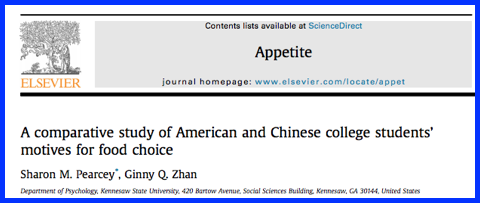 Contents lists available at ScienceDirect
Appetite
ELSEVIER
journal homepage: www.elsevier.com/locate/appet
A comparative study of American and Chinese college students'
motives for food choice
Sharon M. Pearcey*, Ginny Q. Zhan
Department of Psychology, Kennesaw State University, 420 Bartow Avenue, Social Sciences Building, Kennesaw, GA 30144, United States